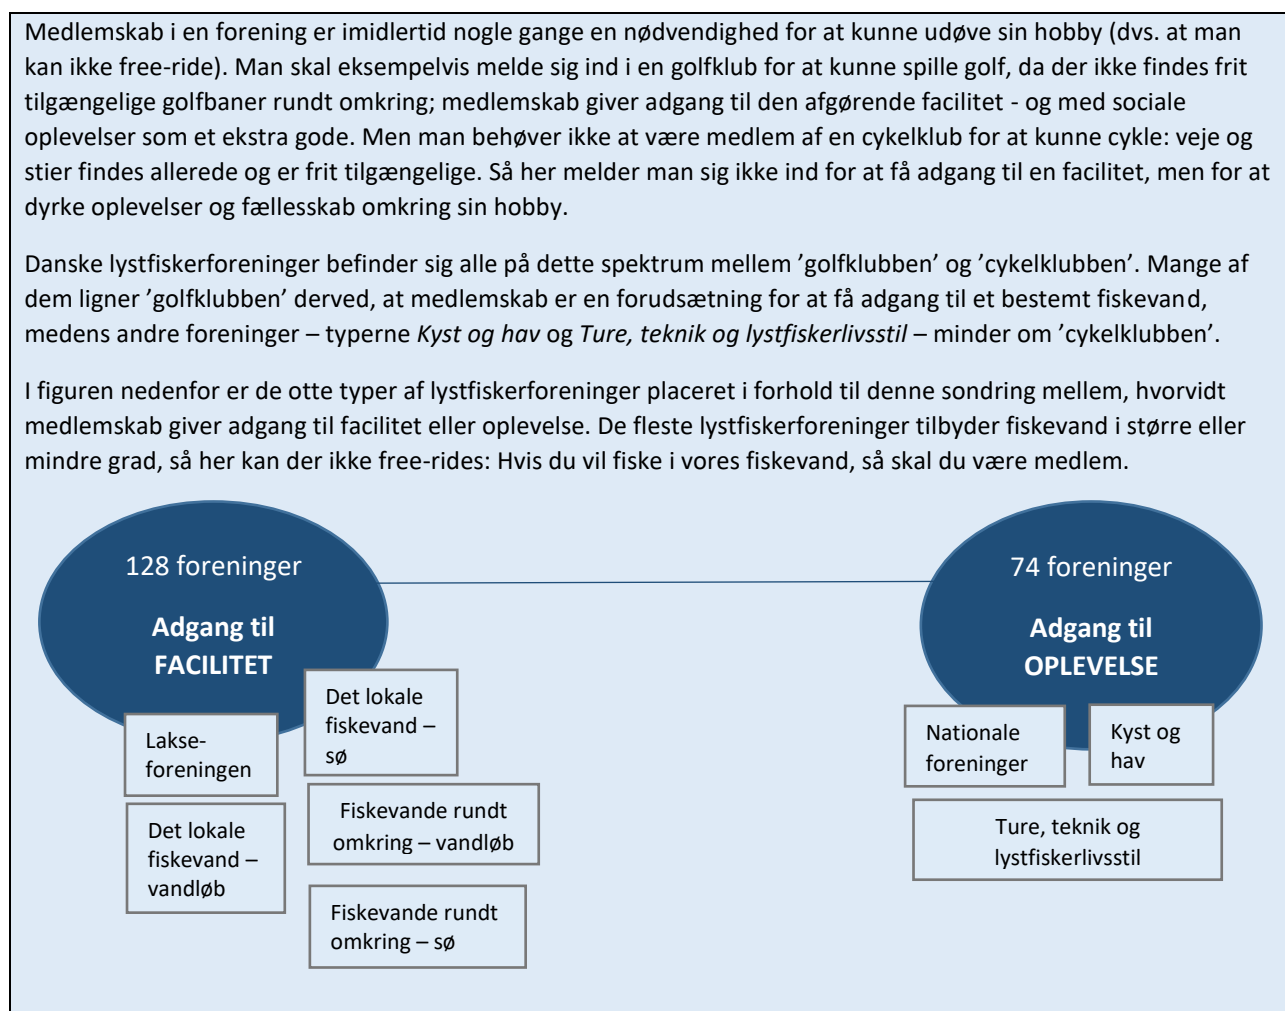 Medlemskab i en forening er imidlertid nogle gange en nødvendighed for at kunne udøve sin hobby (dvs. at man
kan ikke free-ride). Man skal eksempelvis melde sig ind i en golfklub for at kunne spille golf, da der ikke findes frit
tilgængelige golfbaner rundt omkring; medlemskab giver adgang til den afgørende facilitet - og med sociale
oplevelser som et ekstra gode. Men man behøver ikke at være medlem af en cykelklub for at kunne cykle: veje og
stier findes allerede og er frit tilgængelige. Så her melder man sig ikke ind for at få adgang til en facilitet, men for at
dyrke oplevelser og fællesskab omkring sin hobby.
Danske lystfiskerforeninger befinder sig alle på dette spektrum mellem ’golfklubben’ og ’cykelklubben’. Mange af
dem ligner ’golfklubben’ derved, at medlemskab er en forudsætning for at få adgang til et bestemt fiskevand,
medens andre foreninger – typerne Kyst og hav og Ture, teknik og lystfiskerlivsstil – minder om ’cykelklubben’.
I figuren nedenfor er de otte typer af lystfiskerforeninger placeret i forhold til denne sondring mellem, hvorvidt
medlemskab giver adgang til facilitet eller oplevelse. De fleste lystfiskerforeninger tilbyder fiskevand i større eller
mindre grad, så her kan der ikke free-rides: Hvis du vil fiske i vores fiskevand, så skal du være medlem.
128 foreninger
Adgang til
FACILITET
Det lokale
fiskevand –
sø
Lakse-
foreningen
Fiskevande rundt
omkring – vandløb
Det lokale
fiskevand –
vandløb
Fiskevande rundt
omkring – sø
74 foreninger
Adgang til
OPLEVELSE
Nationale
foreninger
Kyst og
hav
Ture, teknik og
lystfiskerlivsstil